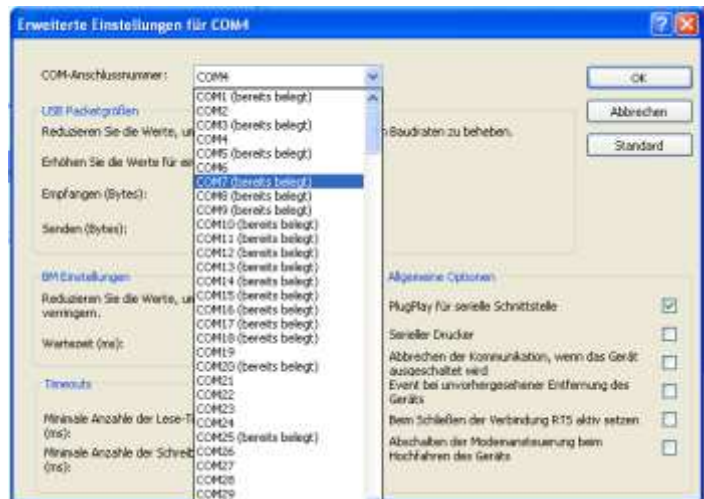 Erweiterte Einstellungen für COM4
COM-Anschlussnummer:
COM4
OK
Abbrechen
Standard
COM1 (bereits belegt)
COM2
COM3 (bereits belegt)
COM4
COM5 (bereits belegt)
COM6
COM7 (bereits belegt)
COM8 (bereits belegt)
COM9 (bereits belegt)
COM10 (bereits belegt)
COM11 (bereits belegt)
COM12 (bereits belegt)
COM13 (bereits belegt)
COM14 (bereits belegt)
COM15 (bereits belegt)
COM16 (bereits belegt)
COM17 (bereits belegt)
COM18 (bereits belegt)
COM19
COM20 (bereits belegt)
COM21
COM22
COM23
COM24
COM25 (bereits belegt)
COM26
COM27
COM28
COM29
USB Packetgrößen
Reduzieren Sie die Werte, un
n Baudraten zu beheben.
Erhöhen Sie die Werte für
Empfangen (Bytes):
Senden (Bytes):
BM Einstellungen
Reduzieren Sie die Werte, un
verringern.
Wartezeit (ms):
Timeouts
Minimale Anzahle der Lese-T
(ms):
Minimale Anzahle der Schreib
(ms):
Allgemeine Optionen
PlugPlay für serielle Schnittstelle
Serieller Drucker
Abbrechen der Kommunikation, wenn das Gerät
ausgeschaltet wird
Event bei unvorhergesehener Entfernung des
Geräts
Beim Schließen der Verbindung RTS aktiv setzen
Abschalten der Modemansteuerung beim
Hochfahren des Geräts